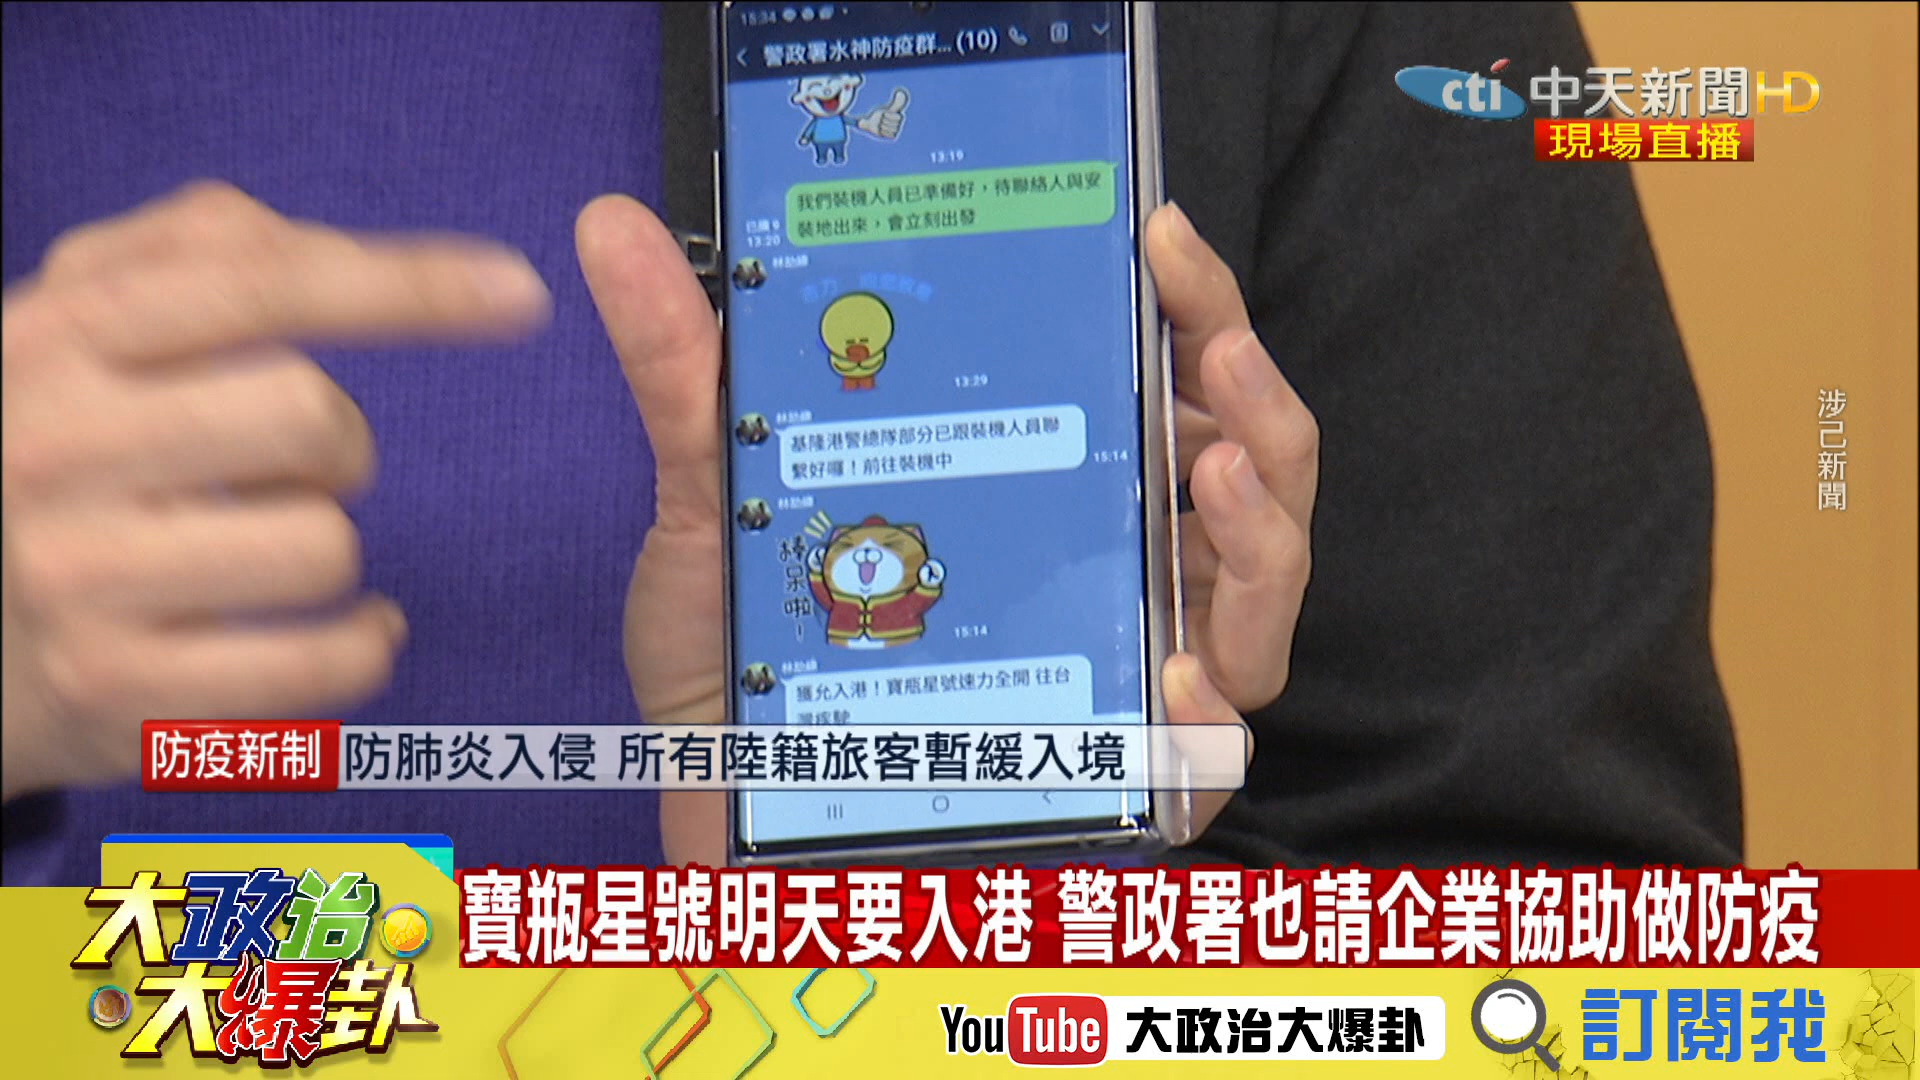 15:34
警政署水神防疫群...(10)
cti 中天新聞HD
現場直播
13:19
我們裝機人員已準備好，待聯絡人與安
裝地出來，會立刻出發
已讀 9
13:20
13:29
基隆港警總隊部分已跟裝機人員聯
繫好囉！前往裝機中
15:14
棒呆啦！
15:14
獲允入港！寶瓶星號速力全開 往台
灣疾駛
涉己新聞
防疫新制 防肺炎入侵 所有陸籍旅客暫緩入境
大政治
大爆卦
寶瓶星號明天要入港 警政署也請企業協助做防疫
YouTube 大政治大爆卦
訂閱我